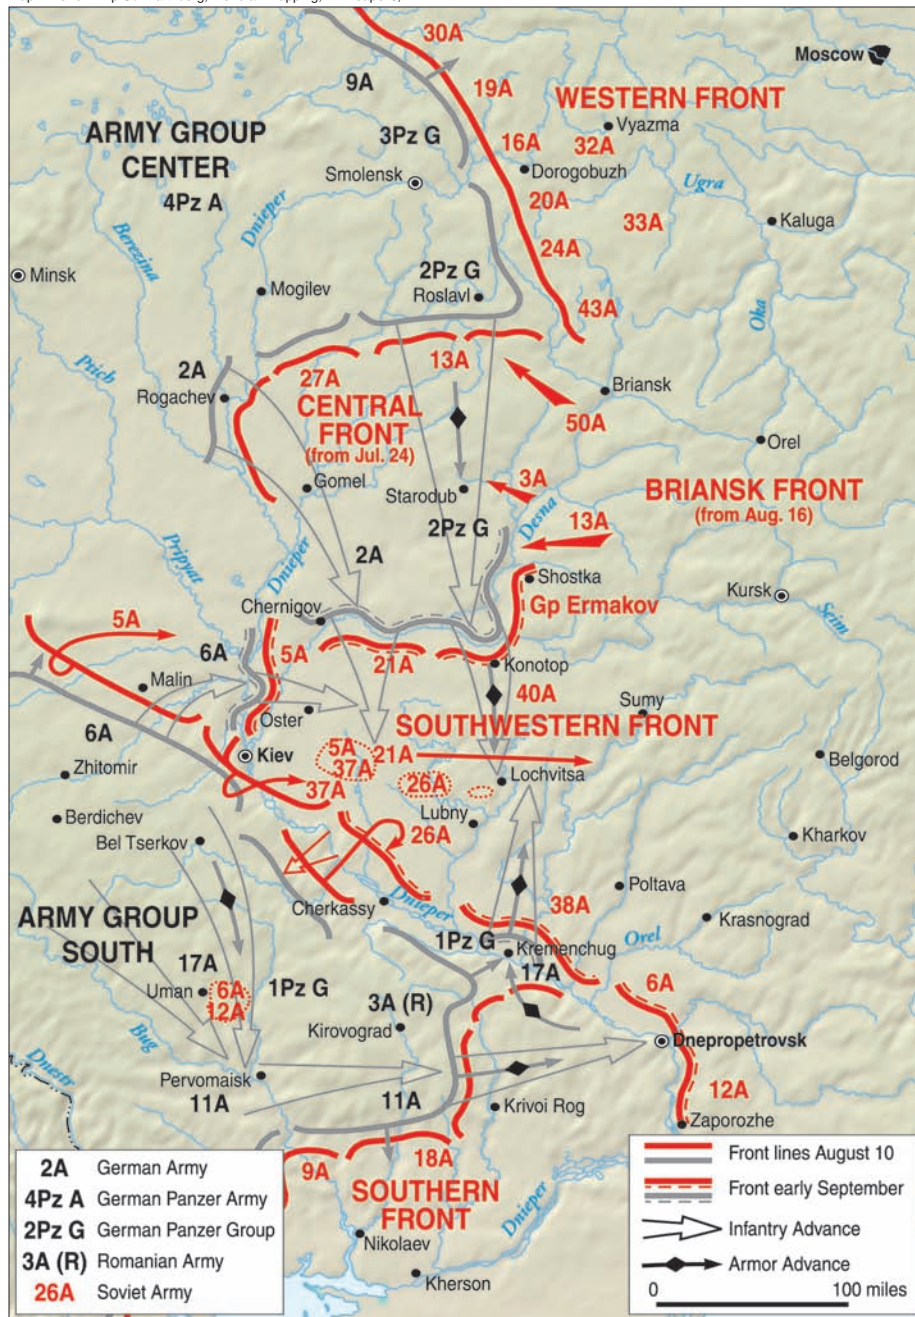 30A
Moscow
9A
19A
WESTERN FRONT
ARMY GROUP
CENTER
4Pz A
3Pz G
Vyazma
16A
32A
Smolensk
Dorogobuzh
Ugra
Dnieper
20A
33A
Kaluga
Berezina
24A
Minsk
2Pz G
Mogilev
Roslavl
43A
Oka
Ptich
13A
2A
27A
Briansk
Rogachev
CENTRAL
FRONT
(from Jul. 24)
50A
Orel
Gomel
Starodub
3A
BRIANSK FRONT
(from Aug. 16)
2Pz G
Desna
13A
Pripyat
Dnieper
2A
Shostka
Kursk
Chernigov
Gp Ermakov
Seim
5A
6A
5A
21A
Konotop
Malin
40A
Sumy
Oster
SOUTHWESTERN FRONT
6A
Kiev
5A
21A
37A
Belgorod
Zhitomir
37A
26A
Lochvitsa
Berdichev
Lubny
Bel Tserkov
26A
Kharkov
Poltava
Cherkassy
Dnieper
38A
Krasnograd
ARMY GROUP
SOUTH
1Pz G
Kremenchug
Orel
17A
17A
6A
Uman
6A
12A
1Pz G
3A (R)
Kirovograd
Bug
Dnepropetrovsk
Dnestr
Pervomaisk
12A
11A
11A
Krivoi Rog
Zaporozhe
9A
18A
SOUTHERN
FRONT
Dnieper
Nikolaev
Kherson
2A German Army
4Pz A German Panzer Army
2Pz G German Panzer Group
3A (R) Romanian Army
26A Soviet Army
Front lines August 10
Front early September
Infantry Advance
Armor Advance
0 100 miles